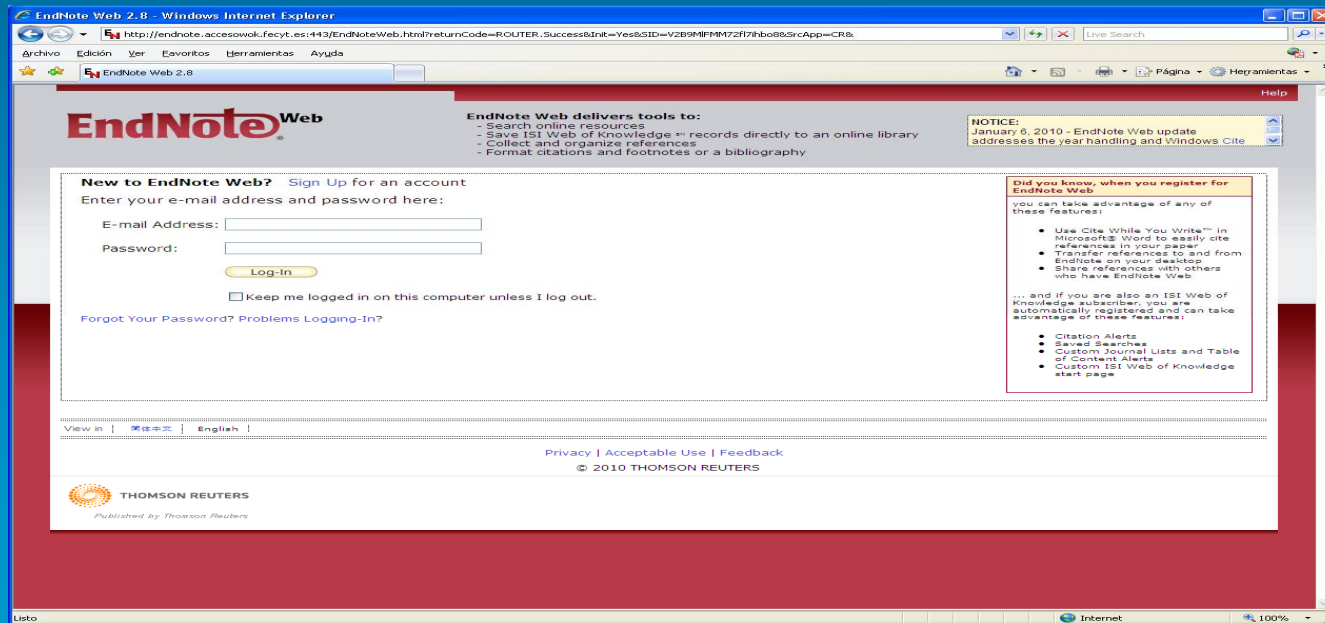 EndNote Web 2.8 - Windows Internet Explorer
http://endnote.accesowok.fecyt.es:443/EndNoteWeb.html?returnCode=ROUTER.Success&Init=Yes&SID=V2B9MlFMM72fl7ihbo8&SrcApp=CR&
Live Search
Archivo Edición Ver Favoritos Herramientas Ayuda
EndNote Web 2.8
Página Herramientas
Help
EndNote Web
EndNote Web delivers tools to:
- Search online resources
- Save ISI Web of Knowledge records directly to an online library
- Collect and organize references
- Format citations and footnotes or a bibliography
NOTICE:
January 6, 2010 - EndNote Web update
addresses the year handling and Windows Cite
New to EndNote Web? Sign Up for an account
Enter your e-mail address and password here:
E-mail Address:
Password:
Log-In
Keep me logged in on this computer unless I log out.
Forgot Your Password? Problems Logging-In?
Did you know, when you register for
EndNote Web
you can take advantage of any of
these features:
• Use Cite While You Write™ in
Microsoft® Word to easily cite
references in your paper
• Transfer references to and from
EndNote on your desktop
• Share references with others
who have EndNote Web
... and if you are also an ISI Web of
Knowledge subscriber, you are
automatically registered and can take
advantage of these features:
• Citation Alerts
• Saved Searches
• Custom Journal Lists and Table
of Content Alerts
• Custom ISI Web of Knowledge
start page
View in | 简体中文 | English |
Privacy | Acceptable Use | Feedback
© 2010 THOMSON REUTERS
THOMSON REUTERS
Published by Thomson Reuters
Listo
Internet
100%